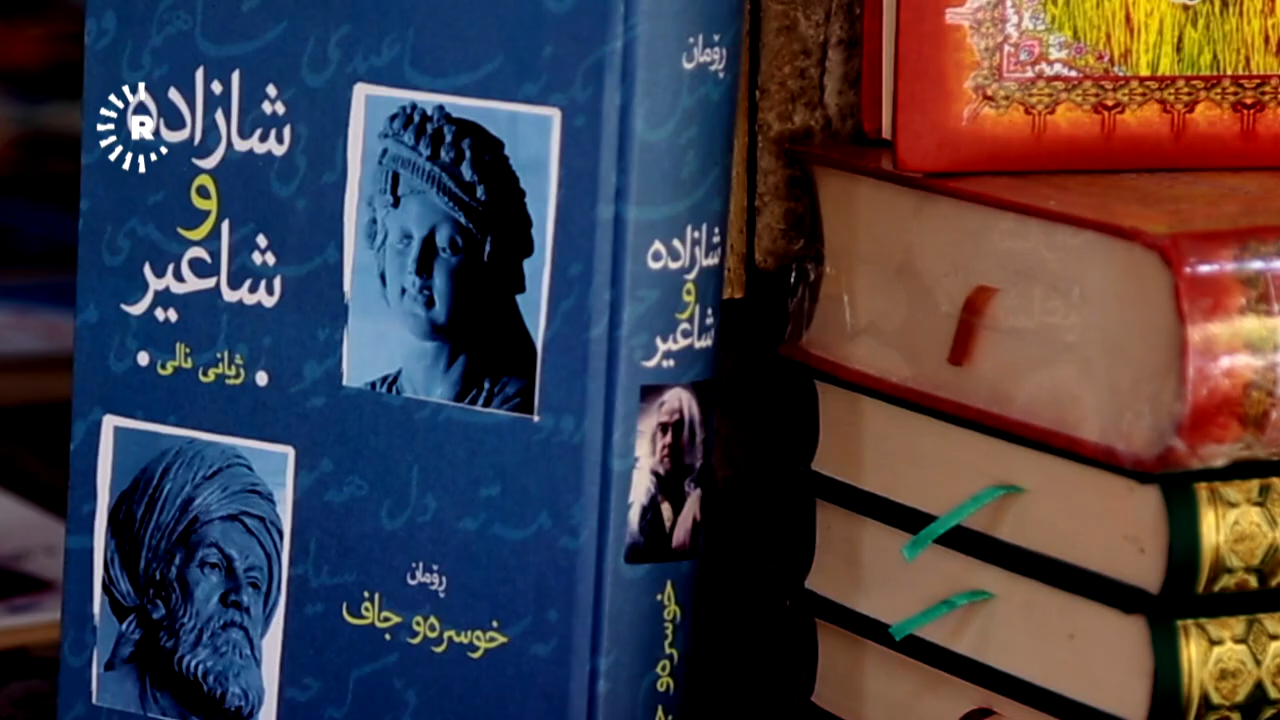 شازادە
و
شاعیر
ژیانی نالی
ڕۆمان
خوسرەو جاف
ڕۆمان
شازادە
و
شاعیر
خوسرەو
R